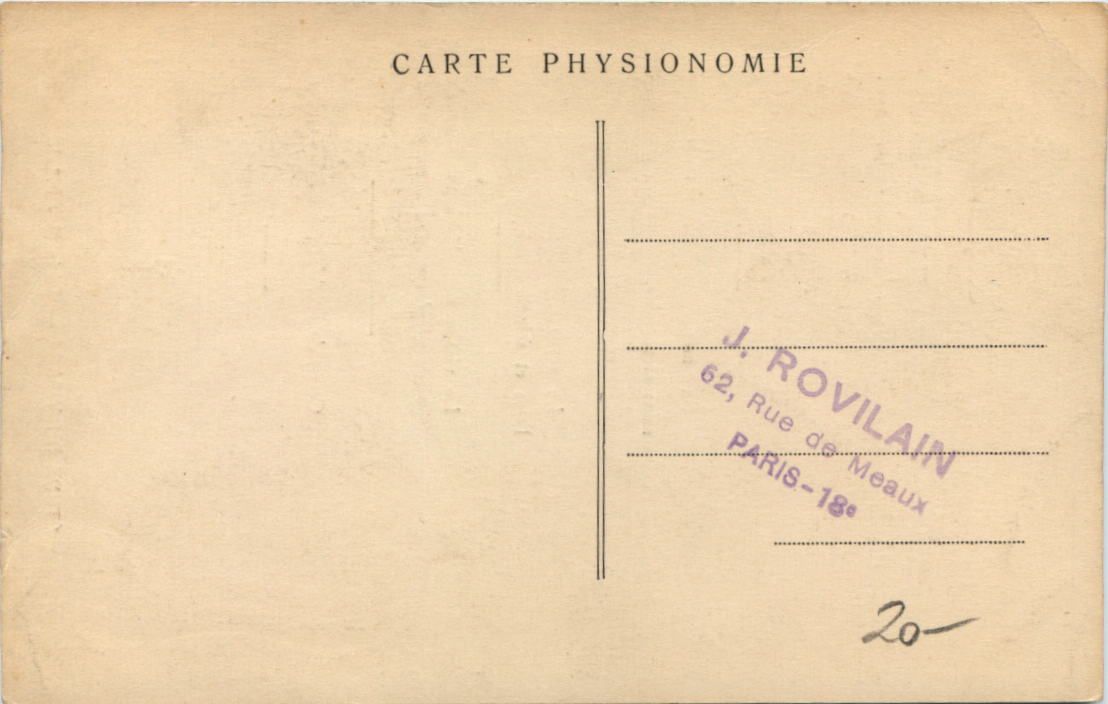 CARTE PHYSIONOMIE
J. ROVILAIN
62, Rue de Meaux
PARIS-18e
20-